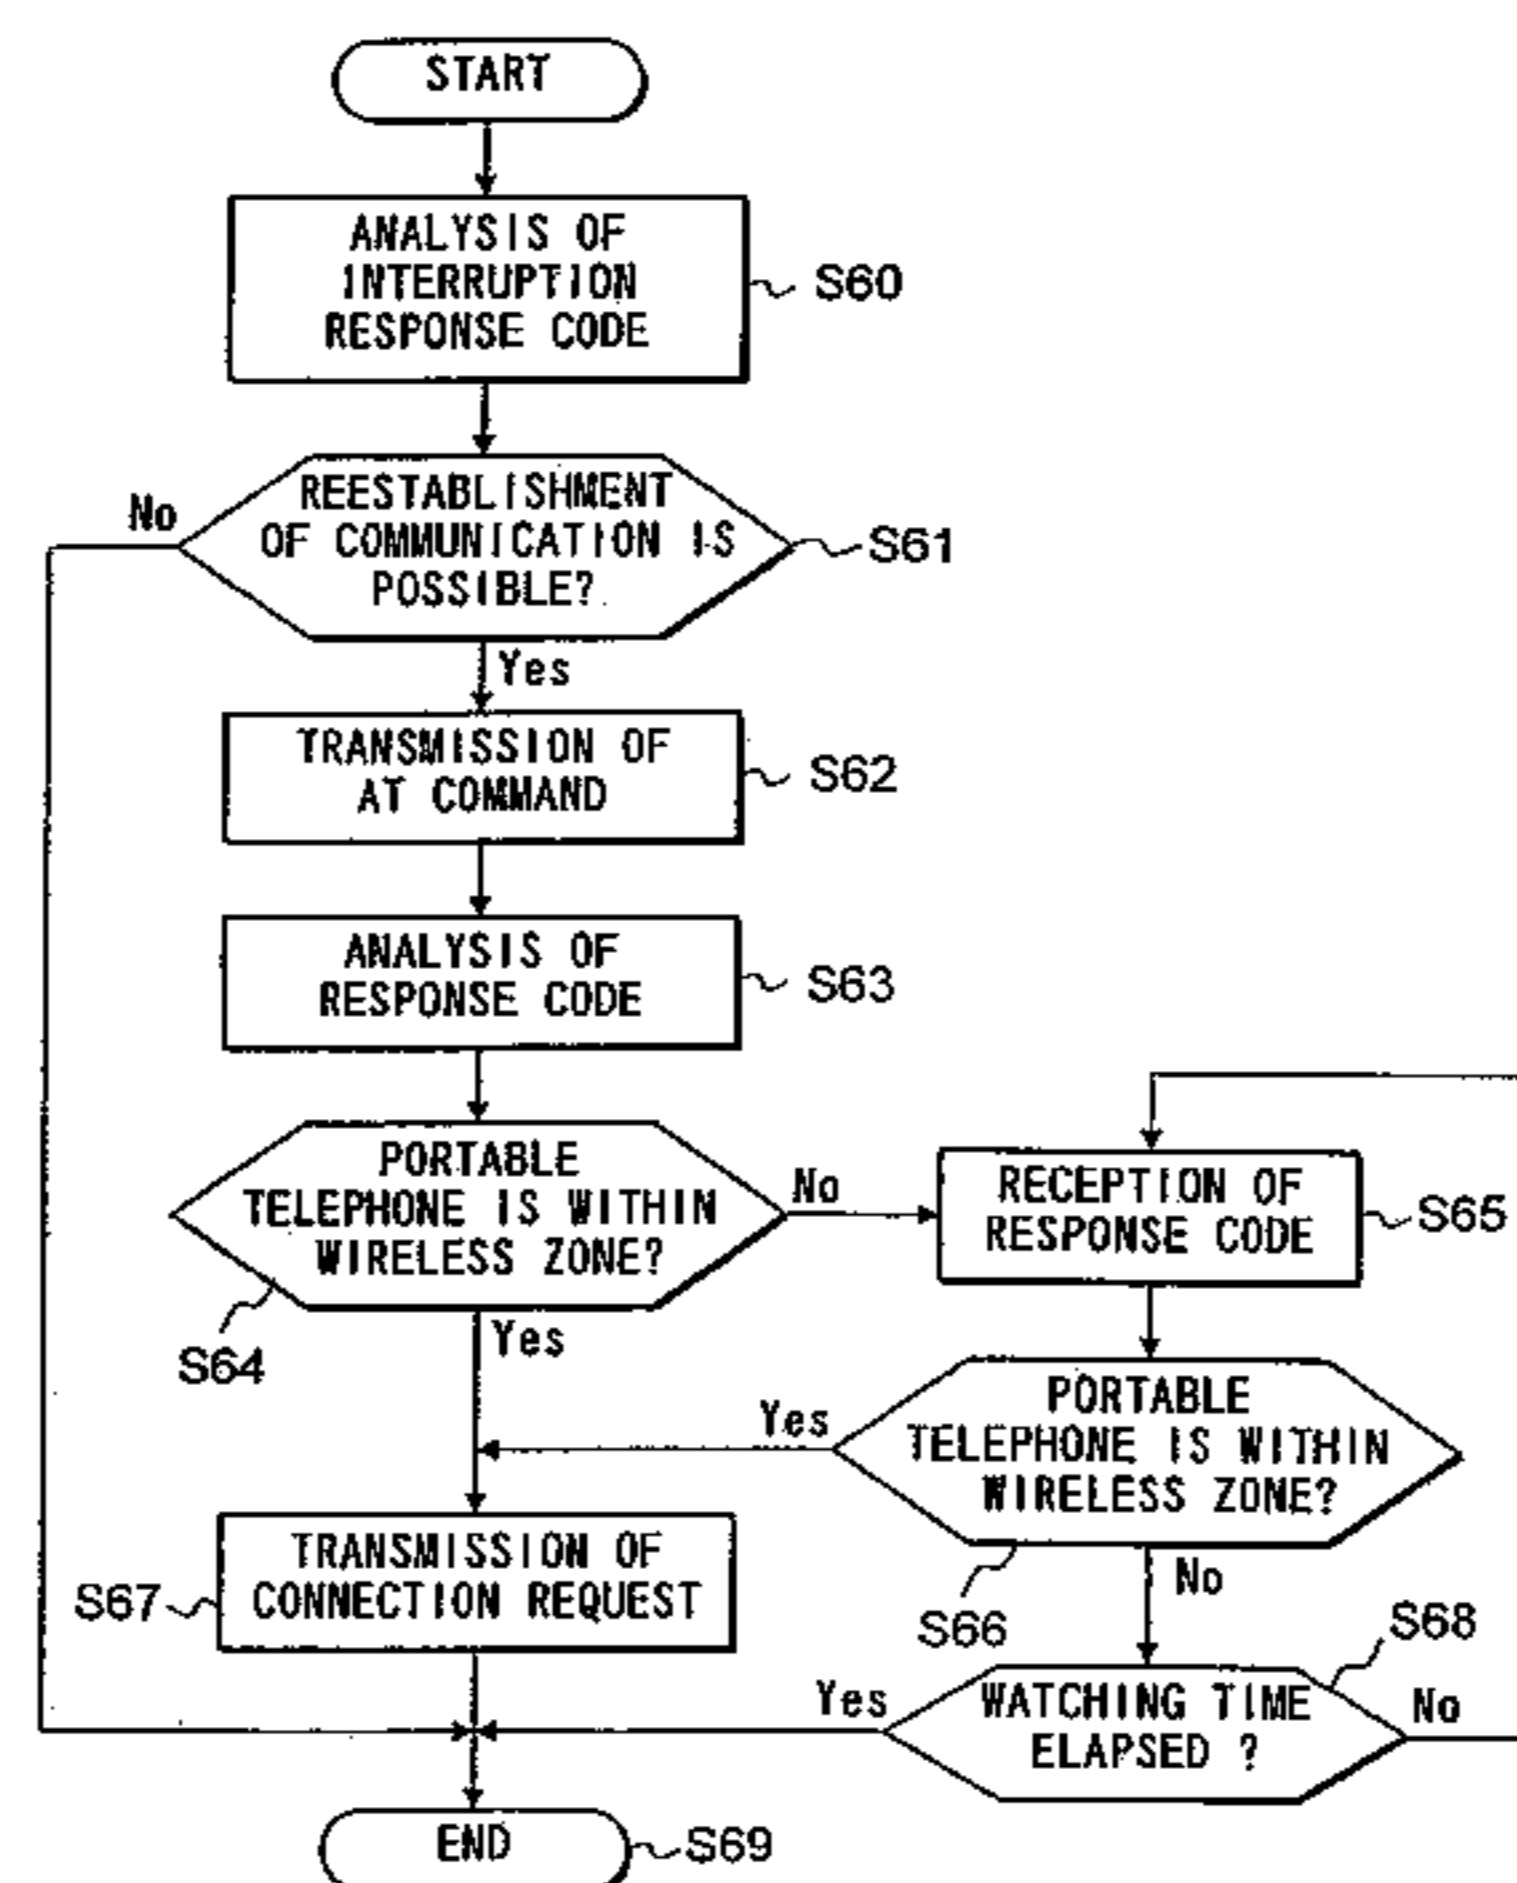 START
ANALYSIS OF
INTERRUPTION
RESPONSE CODE
S60
No
REESTABLISHMENT
OF COMMUNICATION IS
POSSIBLE?
S61
Yes
TRANSMISSION OF
AT COMMAND
S62
ANALYSIS OF
RESPONSE CODE
S63
PORTABLE
TELEPHONE IS WITHIN
WIRELESS ZONE?
S64
No
RECEPTION OF
RESPONSE CODE
S65
Yes
Yes
PORTABLE
TELEPHONE IS WITHIN
WIRELESS ZONE?
S66
No
TRANSMISSION OF
CONNECTION REQUEST
S67
Yes
WATCHING TIME
ELAPSED ?
S68
No
END
S69